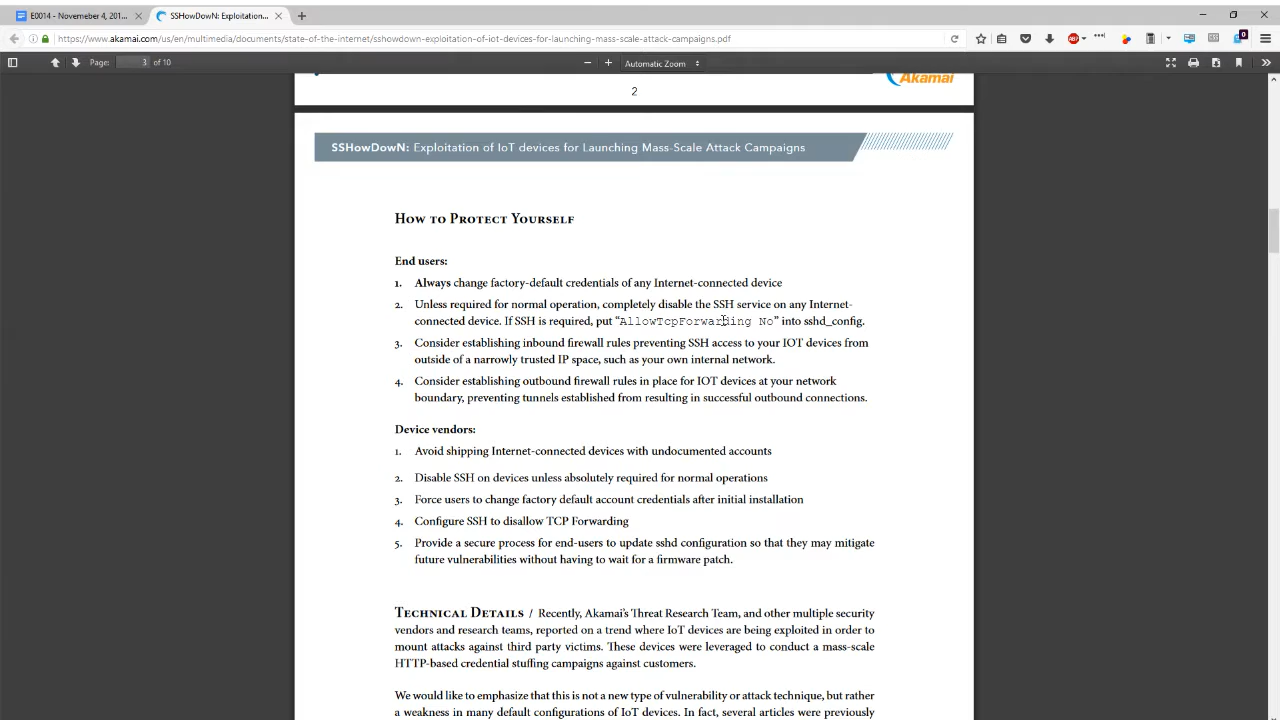 E0014 - Novemeber 4, 201...
SSHowDowN: Exploitation...
https://www.akamai.com/us/en/multimedia/documents/state-of-the-internet/sshowdown-exploitation-of-iot-devices-for-launching-mass-scale-attack-campaigns.pdf
ABP
0
Page: 3 of 10
Automatic Zoom
Akamai
2
SSHowDowN: Exploitation of IoT devices for Launching Mass-Scale Attack Campaigns
How to Protect Yourself
End users:
1. Always change factory-default credentials of any Internet-connected device
2. Unless required for normal operation, completely disable the SSH service on any Internet-
connected device. If SSH is required, put “AllowTcpForwarding No” into sshd_config.
3. Consider establishing inbound firewall rules preventing SSH access to your IOT devices from
outside of a narrowly trusted IP space, such as your own internal network.
4. Consider establishing outbound firewall rules in place for IOT devices at your network
boundary, preventing tunnels established from resulting in successful outbound connections.
Device vendors:
1. Avoid shipping Internet-connected devices with undocumented accounts
2. Disable SSH on devices unless absolutely required for normal operations
3. Force users to change factory default account credentials after initial installation
4. Configure SSH to disallow TCP Forwarding
5. Provide a secure process for end-users to update sshd configuration so that they may mitigate
future vulnerabilities without having to wait for a firmware patch.
Technical Details / Recently, Akamai’s Threat Research Team, and other multiple security
vendors and research teams, reported on a trend where IoT devices are being exploited in order to
mount attacks against third party victims. These devices were leveraged to conduct a mass-scale
HTTP-based credential stuffing campaigns against customers.
We would like to emphasize that this is not a new type of vulnerability or attack technique, but rather
a weakness in many default configurations of IoT devices. In fact, several articles were previously